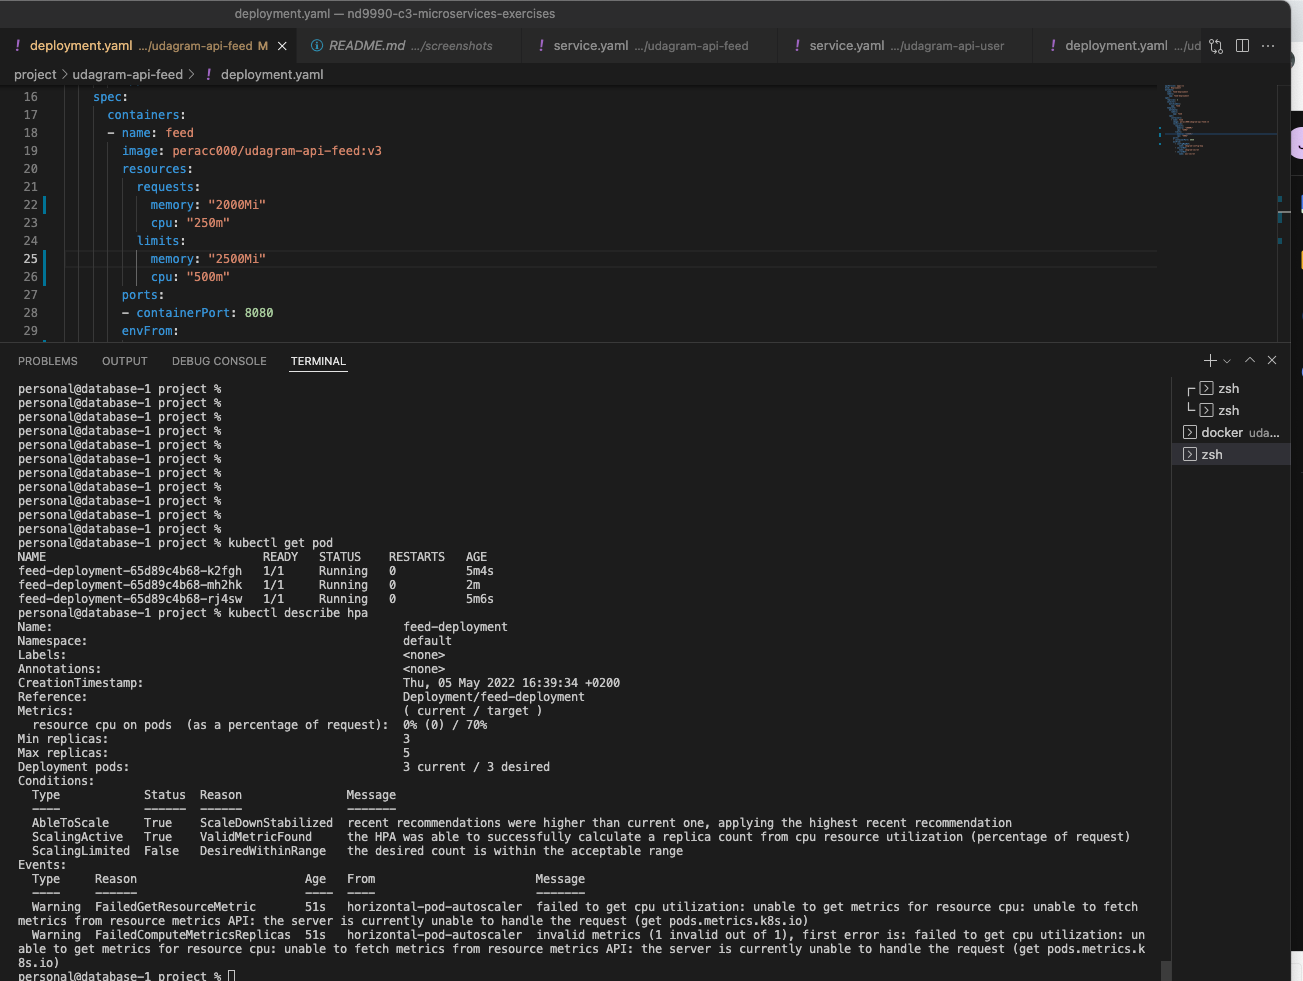 deployment.yaml — nd9990-c3-microservices-exercises
! deployment.yaml .../udagram-api-feed M
README.md .../screenshots
! service.yaml .../udagram-api-feed
! service.yaml .../udagram-api-user
! deployment.yaml .../ud
project > udagram-api-feed > ! deployment.yaml
16 spec:
17 containers:
18 - name: feed
19 image: peracc000/udagram-api-feed:v3
20 resources:
21 requests:
22 memory: "2000Mi"
23 cpu: "250m"
24 limits:
25 memory: "2500Mi"
26 cpu: "500m"
27 ports:
28 - containerPort: 8080
29 envFrom:
PROBLEMS OUTPUT DEBUG CONSOLE TERMINAL
personal@database-1 project %
personal@database-1 project %
personal@database-1 project %
personal@database-1 project %
personal@database-1 project %
personal@database-1 project %
personal@database-1 project %
personal@database-1 project %
personal@database-1 project %
personal@database-1 project %
personal@database-1 project %
personal@database-1 project % kubectl get pod
NAME READY STATUS RESTARTS AGE
feed-deployment-65d89c4b68-k2fgh 1/1 Running 0 5m4s
feed-deployment-65d89c4b68-mh2hk 1/1 Running 0 2m
feed-deployment-65d89c4b68-rj4sw 1/1 Running 0 5m6s
personal@database-1 project % kubectl describe hpa
Name: feed-deployment
Namespace: default
Labels: <none>
Annotations: <none>
CreationTimestamp: Thu, 05 May 2022 16:39:34 +0200
Reference: Deployment/feed-deployment
Metrics: ( current / target )
resource cpu on pods (as a percentage of request): 0% (0) / 70%
Min replicas: 3
Max replicas: 5
Deployment pods: 3 current / 3 desired
Conditions:
Type Status Reason Message
---- ------ ------ -------
AbleToScale True ScaleDownStabilized recent recommendations were higher than current one, applying the highest recent recommendation
ScalingActive True ValidMetricFound the HPA was able to successfully calculate a replica count from cpu resource utilization (percentage of request)
ScalingLimited False DesiredWithinRange the desired count is within the acceptable range
Events:
Type Reason Age From Message
---- ------ ---- ---- -------
Warning FailedGetResourceMetric 51s horizontal-pod-autoscaler failed to get cpu utilization: unable to get metrics for resource cpu: unable to fetch
metrics from resource metrics API: the server is currently unable to handle the request (get pods.metrics.k8s.io)
Warning FailedComputeMetricsReplicas 51s horizontal-pod-autoscaler invalid metrics (1 invalid out of 1), first error is: failed to get cpu utilization: un
able to get metrics for resource cpu: unable to fetch metrics from resource metrics API: the server is currently unable to handle the request (get pods.metrics.k
8s.io)
personal@database-1 project %
zsh
zsh
docker uda...
zsh